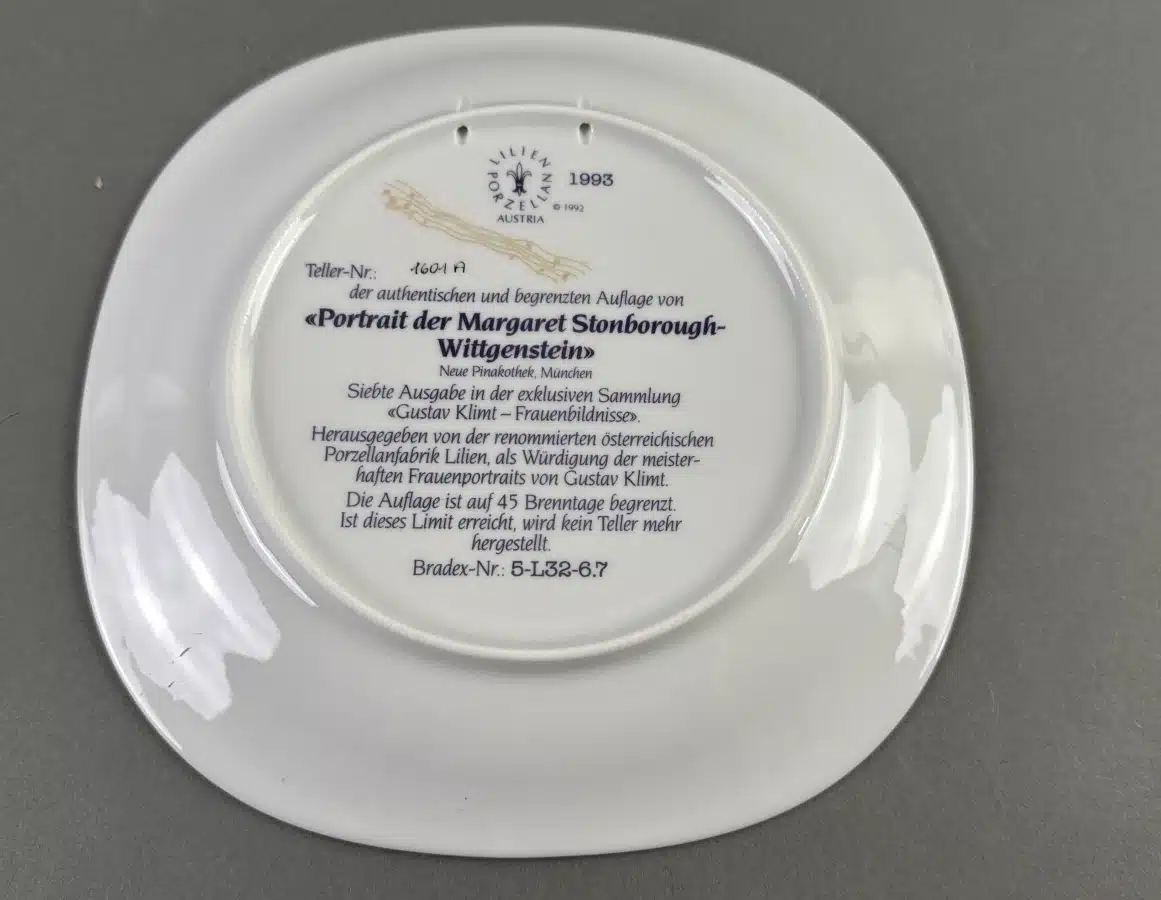 LILIEN PORZELLAN
1993
© 1992
AUSTRIA
Teller-Nr.: 1601 A
der authentischen und begrenzten Auflage von
«Portrait der Margaret Stonborough-
Wittgenstein»
Neue Pinakothek, München
Siebte Ausgabe in der exklusiven Sammlung
«Gustav Klimt – Frauenbildnisse».
Herausgegeben von der renommierten österreichischen
Porzellanfabrik Lilien, als Würdigung der meister-
haften Frauenportraits von Gustav Klimt.
Die Auflage ist auf 45 Brenntage begrenzt.
Ist dieses Limit erreicht, wird kein Teller mehr
hergestellt.
Bradex-Nr.: 5-L32-6.7